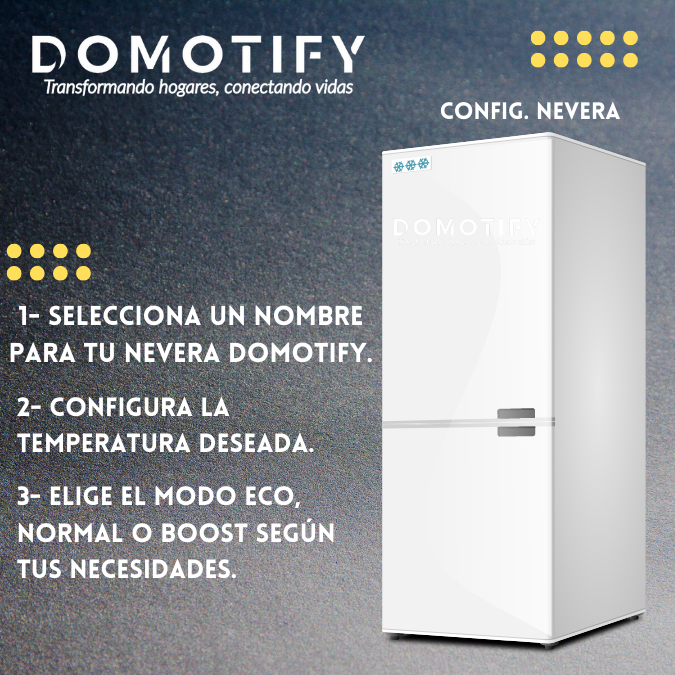 DOMOTIFY
Transformando hogares, conectando vidas
CONFIG. NEVERA
DOMOTIFY
1- SELECCIONA UN NOMBRE
PARA TU NEVERA DOMOTIFY.
2- CONFIGURA LA
TEMPERATURA DESEADA.
3- ELIGE EL MODO ECO,
NORMAL O BOOST SEGÚN
TUS NECESIDADES.